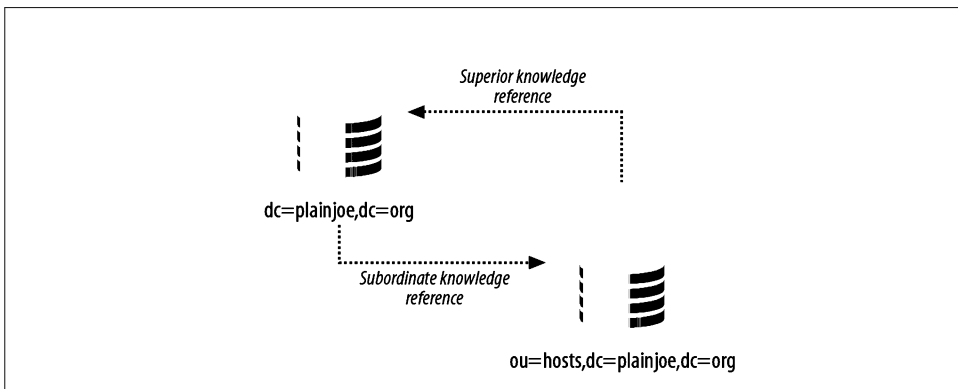 Superior knowledge
reference
dc=plainjoe,dc=org
Subordinate knowledge
reference
ou=hosts,dc=plainjoe,dc=org